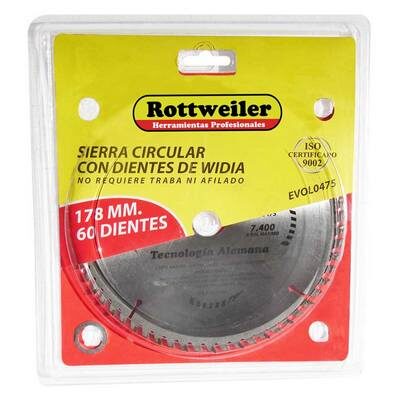 Rottweiler
Herramientas Profesionales
SIERRA CIRCULAR
CON DIENTES DE WIDIA
NO REQUIERE TRABA NI AFILADO
ISO
CERTIFICADO
9002
EVOL0475
178 MM.
60 DIENTES
7.400
Tecnología Alemana